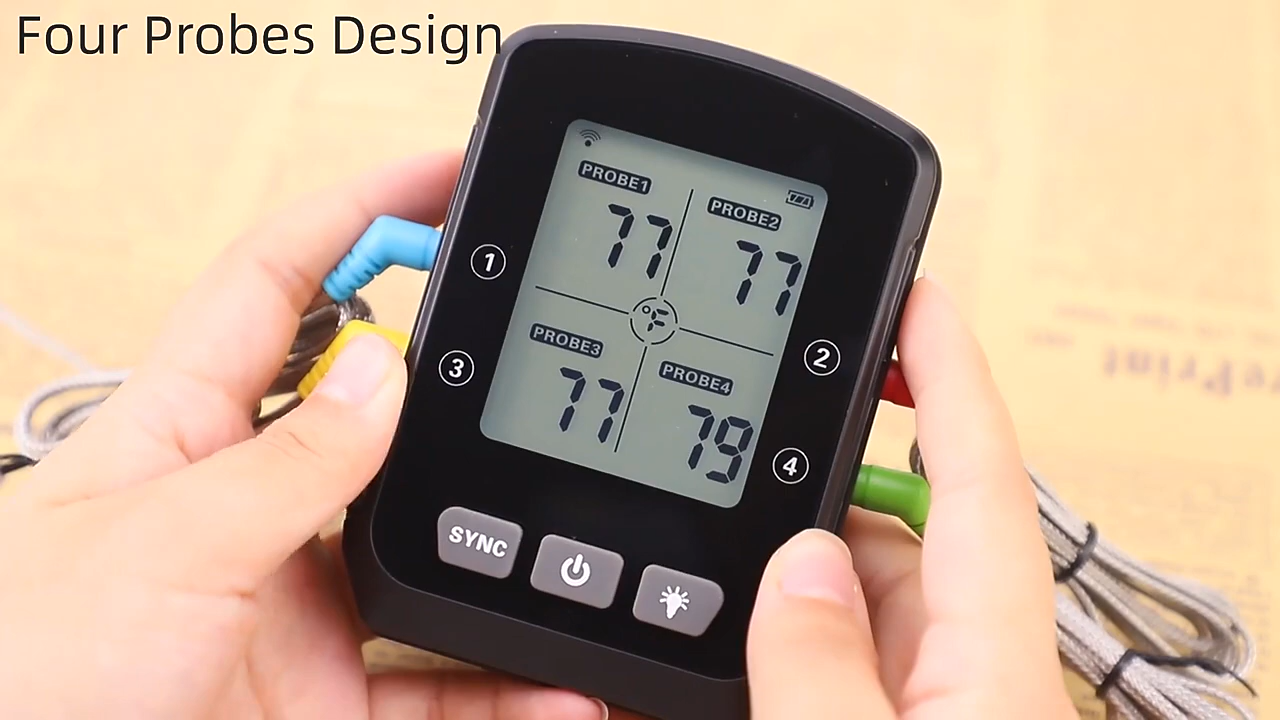 Four Probes Design
PROBE1
77
PROBE2
77
°F
PROBE3
77
PROBE4
79
1
2
3
4
SYNC